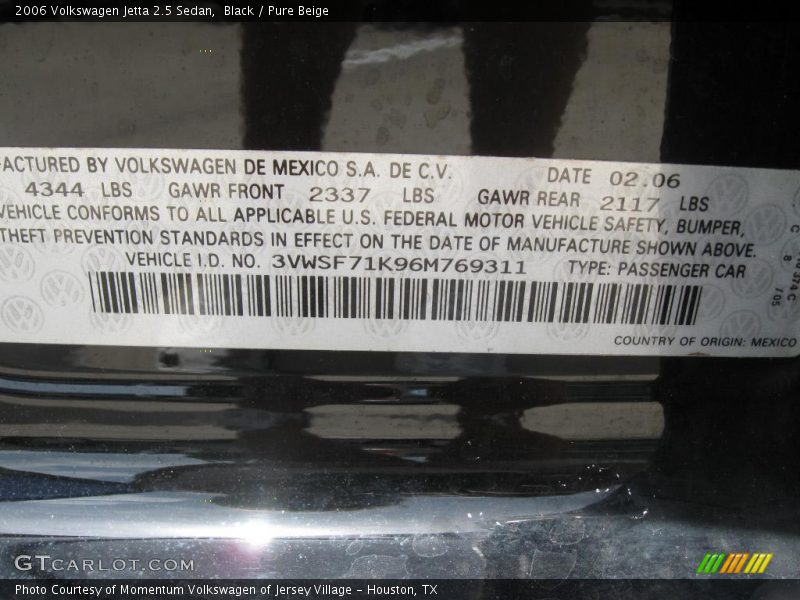 2006 Volkswagen Jetta 2.5 Sedan, Black / Pure Beige
ACTURED BY VOLKSWAGEN DE MEXICO S.A. DE C.V. DATE 02.06
4344 LBS GAWR FRONT 2337 LBS GAWR REAR 2117 LBS
VEHICLE CONFORMS TO ALL APPLICABLE U.S. FEDERAL MOTOR VEHICLE SAFETY, BUMPER,
THEFT PREVENTION STANDARDS IN EFFECT ON THE DATE OF MANUFACTURE SHOWN ABOVE.
VEHICLE I.D. NO. 3VWSF71K96M769311 TYPE: PASSENGER CAR
COUNTRY OF ORIGIN: MEXICO
7.05
GTCARLOT.COM
Photo Courtesy of Momentum Volkswagen of Jersey Village - Houston, TX